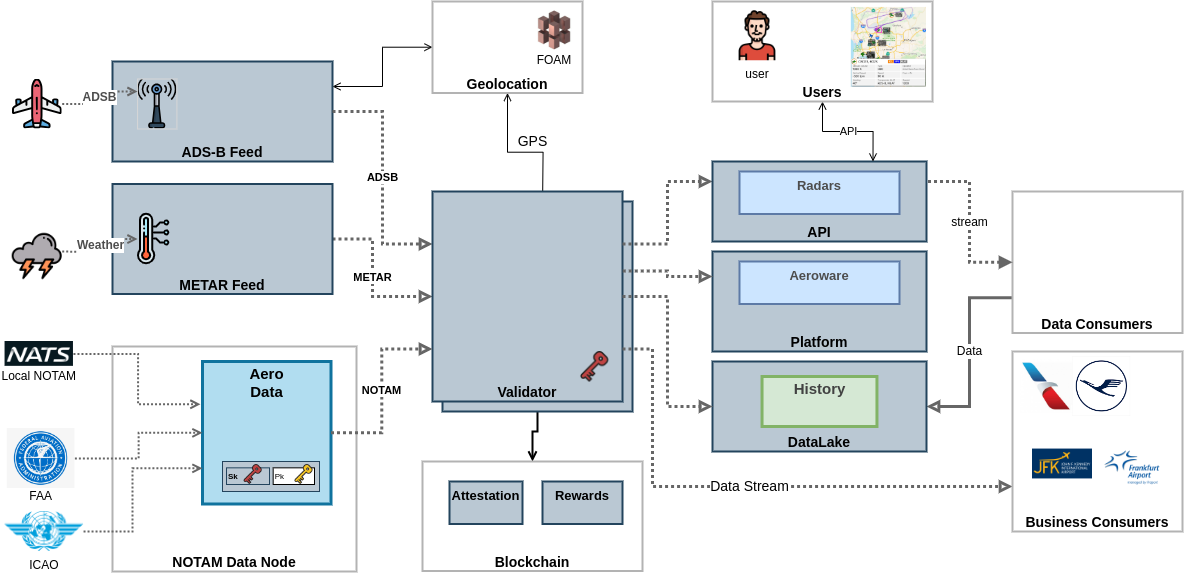 FOAM
Geolocation
user
Users
ADSB
ADS-B Feed
API
GPS
ADSB
Weather
METAR Feed
METAR
Radars
API
stream
Aeroware
Platform
Data Consumers
NATS
Local NOTAM
Aero
Data
NOTAM
Validator
History
DataLake
Data
FAA
Sk
Pk
ICAO
NOTAM Data Node
Attestation
Rewards
Blockchain
Data Stream
JFK
Frankfurt
Airport
Business Consumers